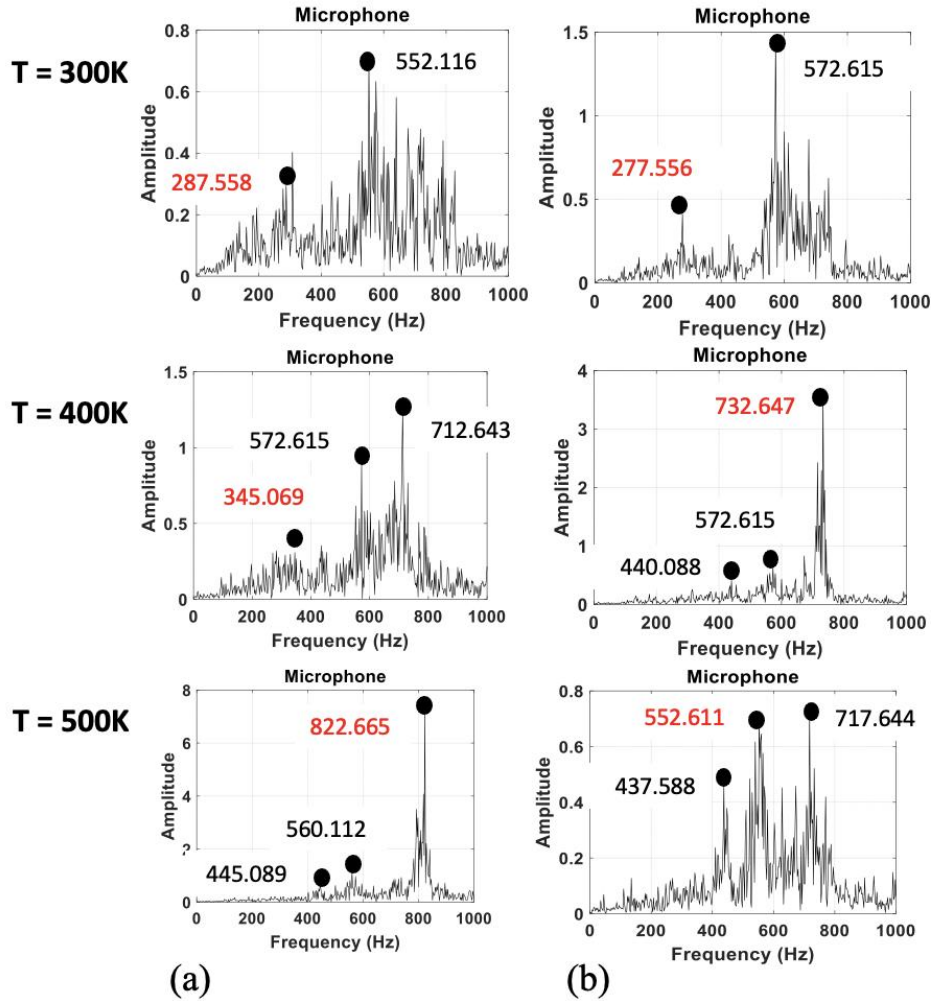 Microphone
Microphone
T = 300K
0.8
0.6
0.4
0.2
0
552.116
287.558
Amplitude
0 200 400 600 800 1000
Frequency (Hz)
1.5
1
0.5
0
572.615
277.556
Amplitude
0 200 400 600 800 1000
Frequency (Hz)
Microphone
Microphone
T = 400K
1.5
1
0.5
0
572.615
712.643
345.069
Amplitude
0 200 400 600 800 1000
Frequency (Hz)
4
3
2
1
0
732.647
572.615
440.088
Amplitude
0 200 400 600 800 1000
Frequency (Hz)
Microphone
Microphone
T = 500K
8
6
4
2
0
822.665
560.112
445.089
Amplitude
0 200 400 600 800 1000
Frequency (Hz)
0.8
0.6
0.4
0.2
0
552.611
717.644
437.588
Amplitude
0 200 400 600 800 1000
Frequency (Hz)
(a)
(b)